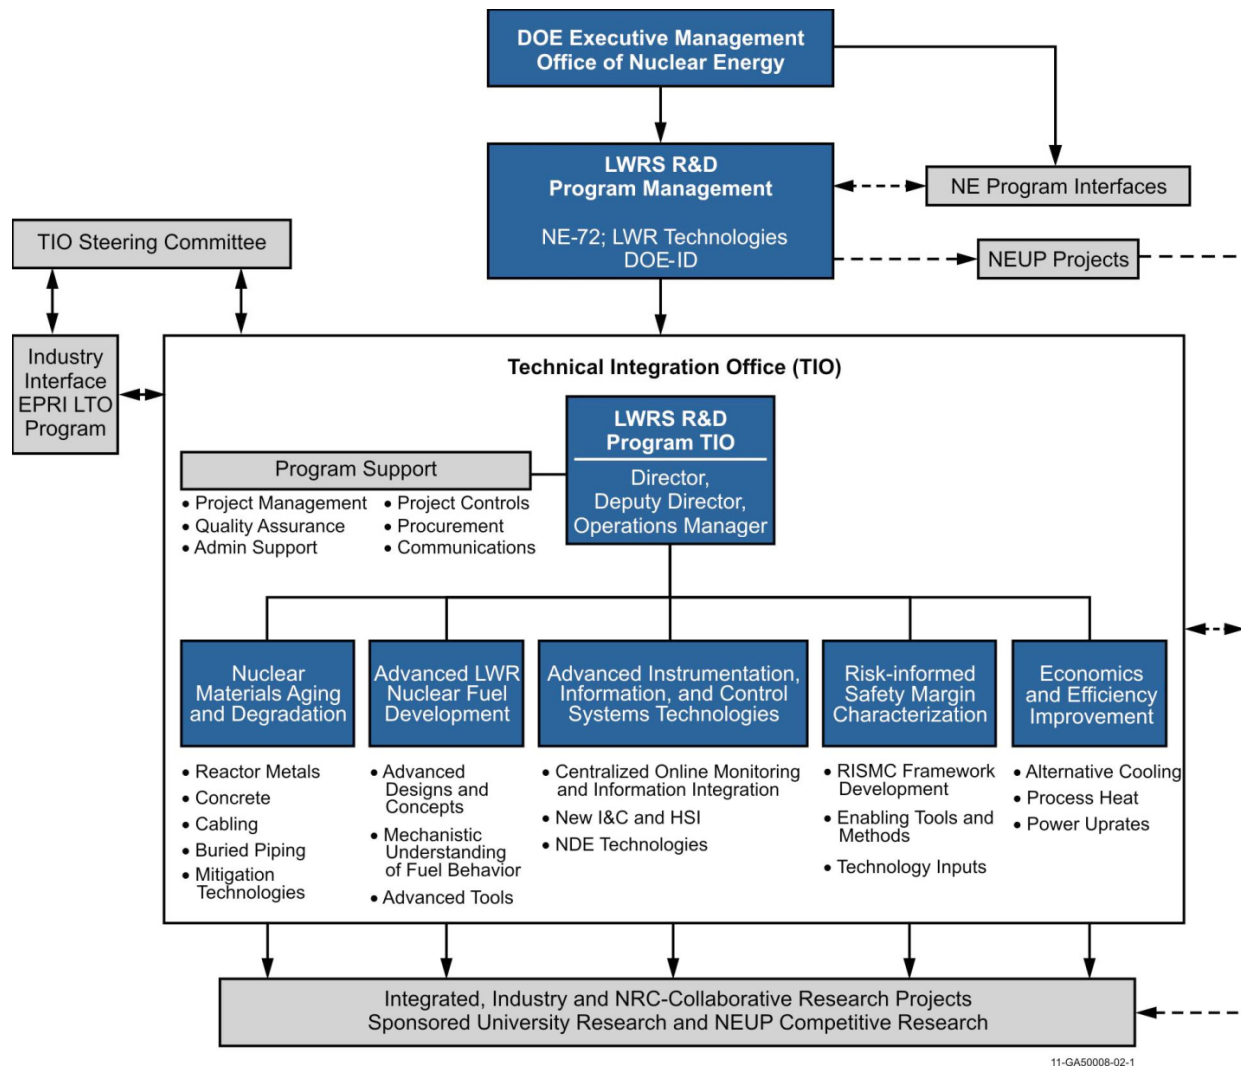 DOE Executive Management
Office of Nuclear Energy
LWRS R&D
Program Management
NE-72; LWR Technologies
DOE-ID
NE Program Interfaces
NEUP Projects
TIO Steering Committee
Industry
Interface
EPRI LTO
Program
Technical Integration Office (TIO)
LWRS R&D
Program TIO
Director,
Deputy Director,
Operations Manager
Program Support
• Project Management
• Quality Assurance
• Admin Support
• Project Controls
• Procurement
• Communications
Nuclear
Materials Aging
and Degradation
• Reactor Metals
• Concrete
• Cabling
• Buried Piping
• Mitigation
Technologies
Advanced LWR
Nuclear Fuel
Development
• Advanced
Designs and
Concepts
• Mechanistic
Understanding
of Fuel Behavior
• Advanced Tools
Advanced Instrumentation,
Information, and Control
Systems Technologies
• Centralized Online Monitoring
and Information Integration
• New I&C and HSI
• NDE Technologies
Risk-informed
Safety Margin
Characterization
• RISMC Framework
Development
• Enabling Tools and
Methods
• Technology Inputs
Economics
and Efficiency
Improvement
• Alternative Cooling
• Process Heat
• Power Uprates
Integrated, Industry and NRC-Collaborative Research Projects
Sponsored University Research and NEUP Competitive Research
11-GA50008-02-1